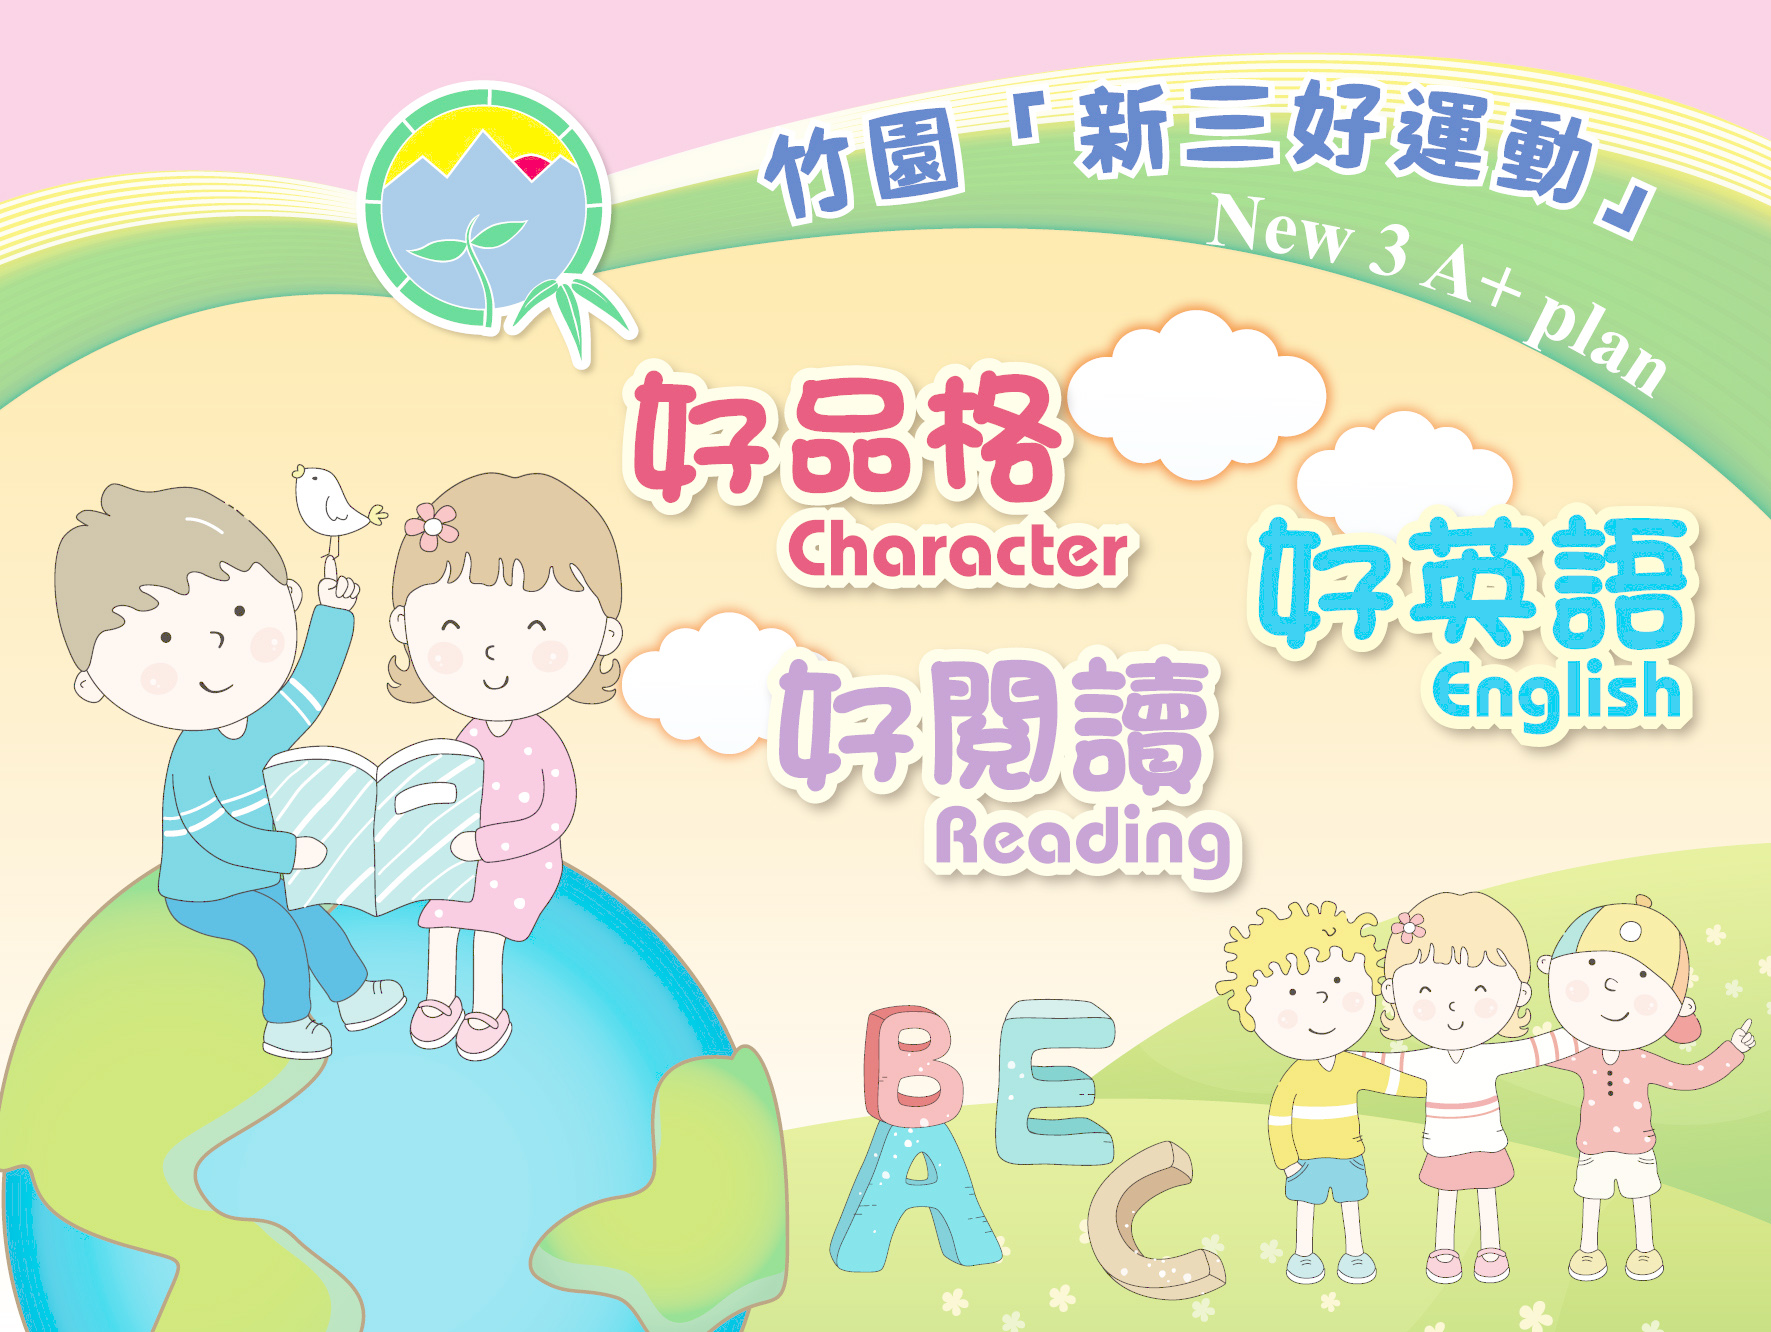 竹園「新三好運動」
New 3 A+ plan
好品格
Character
好英語
English
好閱讀
Reading
B E
A C